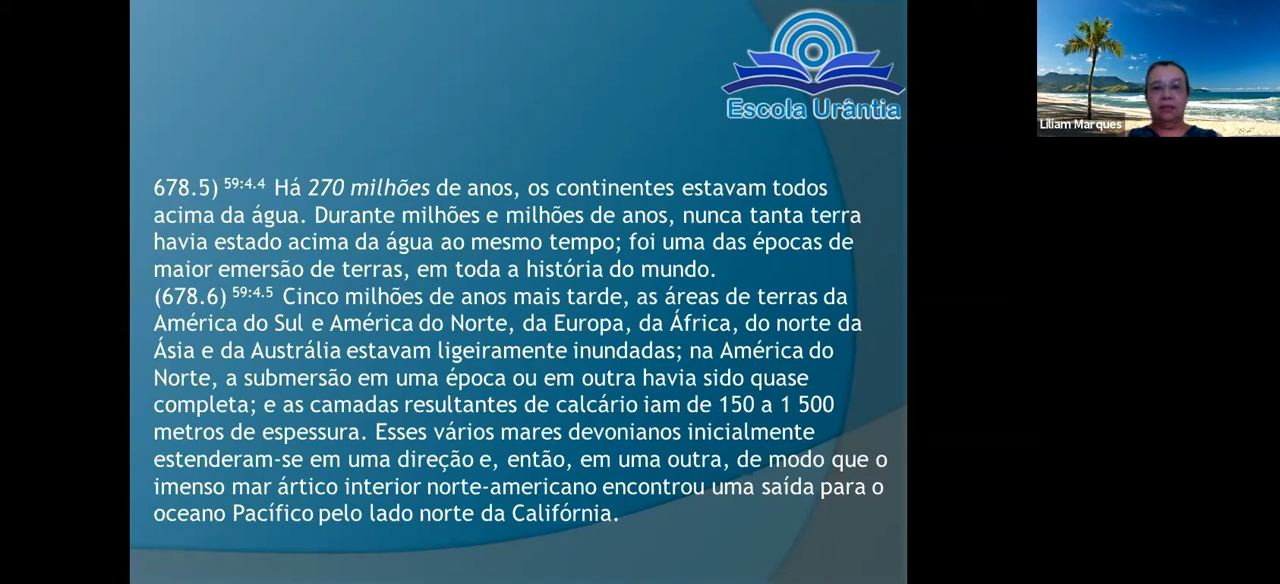 Escola Urântia
Liliam Marques
678.5) 59:4.4 Há 270 milhões de anos, os continentes estavam todos
acima da água. Durante milhões e milhões de anos, nunca tanta terra
havia estado acima da água ao mesmo tempo; foi uma das épocas de
maior emersão de terras, em toda a história do mundo.
(678.6) 59:4.5 Cinco milhões de anos mais tarde, as áreas de terras da
América do Sul e América do Norte, da Europa, da África, do norte da
Ásia e da Austrália estavam ligeiramente inundadas; na América do
Norte, a submersão em uma época ou em outra havia sido quase
completa; e as camadas resultantes de calcário iam de 150 a 1 500
metros de espessura. Esses vários mares devonianos inicialmente
estenderam-se em uma direção e, então, em uma outra, de modo que o
imenso mar ártico interior norte-americano encontrou uma saída para o
oceano Pacífico pelo lado norte da Califórnia.